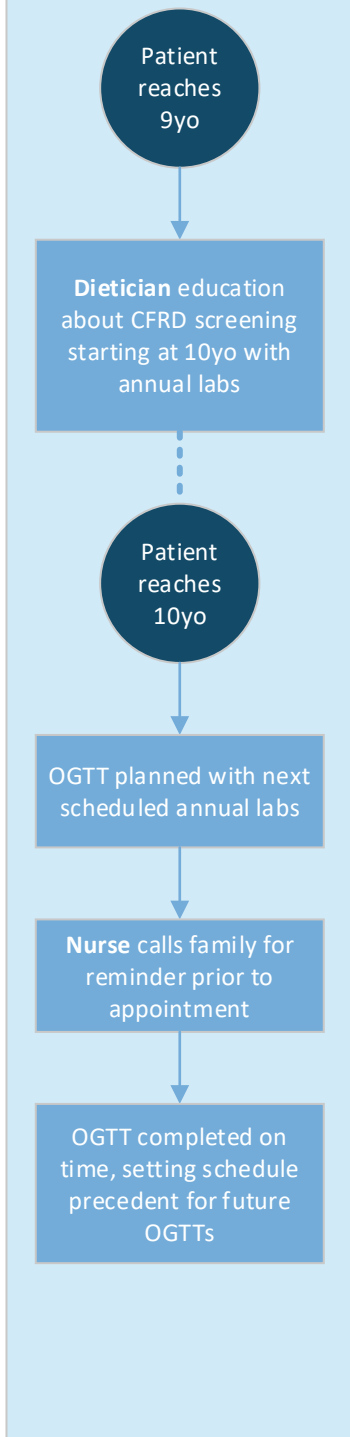 Patient
reaches
9yo
Dietician education
about CFRD screening
starting at 10yo with
annual labs
Patient
reaches
10yo
OGTT planned with next
scheduled annual labs
Nurse calls family for
reminder prior to
appointment
OGTT completed on
time, setting schedule
precedent for future
OGTTs